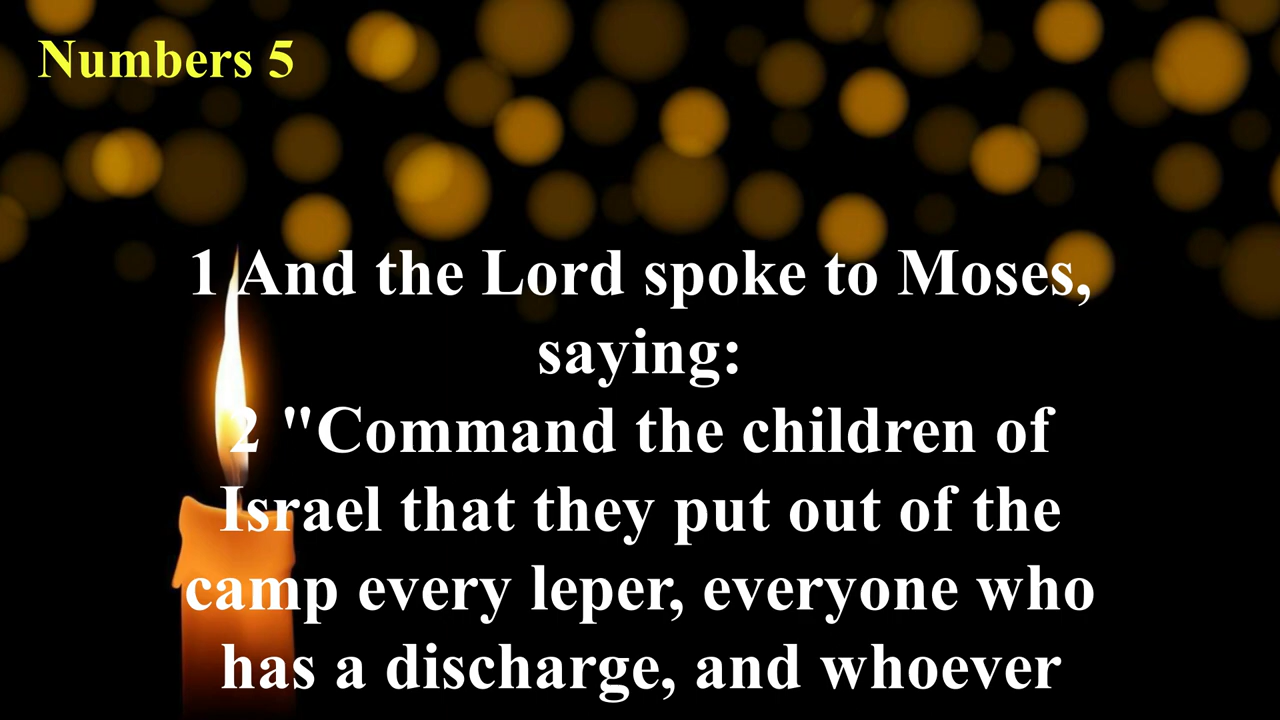 Numbers 5
1 And the Lord spoke to Moses,
saying:
2 "Command the children of
Israel that they put out of the
camp every leper, everyone who
has a discharge, and whoever